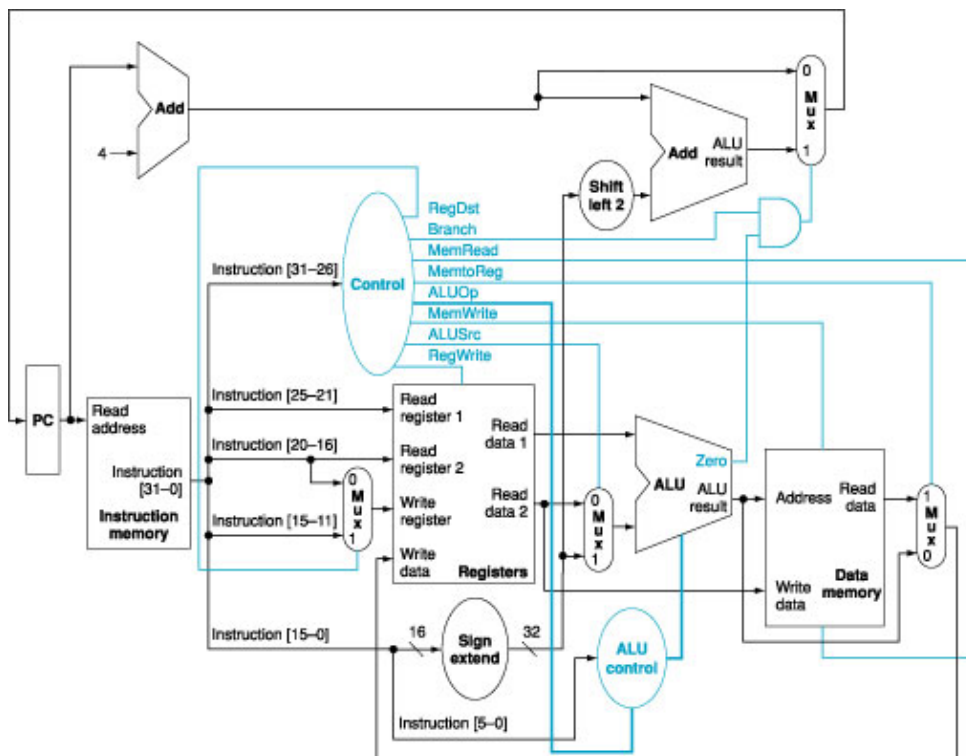 Add
4
0
M
u
x
1
Add
ALU
result
Shift
left 2
RegDst
Branch
MemRead
MemtoReg
ALUOp
MemWrite
ALUSrc
RegWrite
Instruction [31–26]
Control
PC
Read
address
Instruction
[31–0]
Instruction
memory
Instruction [25–21]
Instruction [20–16]
Instruction [15–11]
0
M
u
x
1
Read
register 1
Read
register 2
Write
register
Write
data
Read
data 1
Read
data 2
Registers
0
M
u
x
1
Zero
ALU
ALU
result
Address
Read
data
Write
data
Data
memory
1
M
u
x
0
Instruction [15–0]
16
Sign
extend
32
ALU
control
Instruction [5–0]